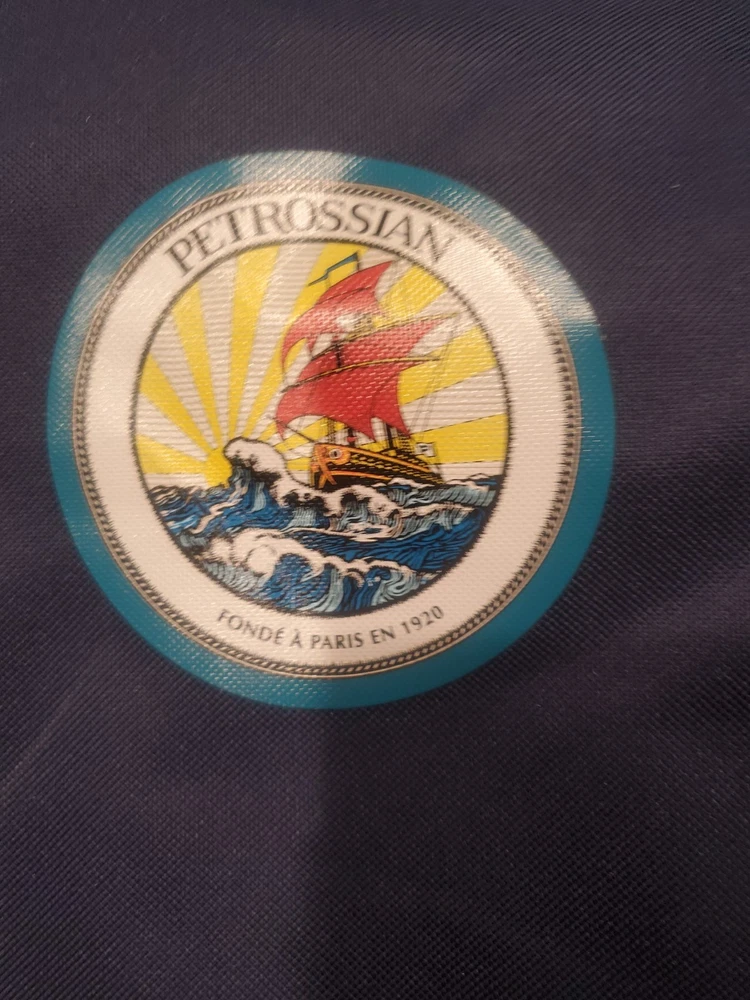 PETROSSIAN
FONDÉ À PARIS EN 1920